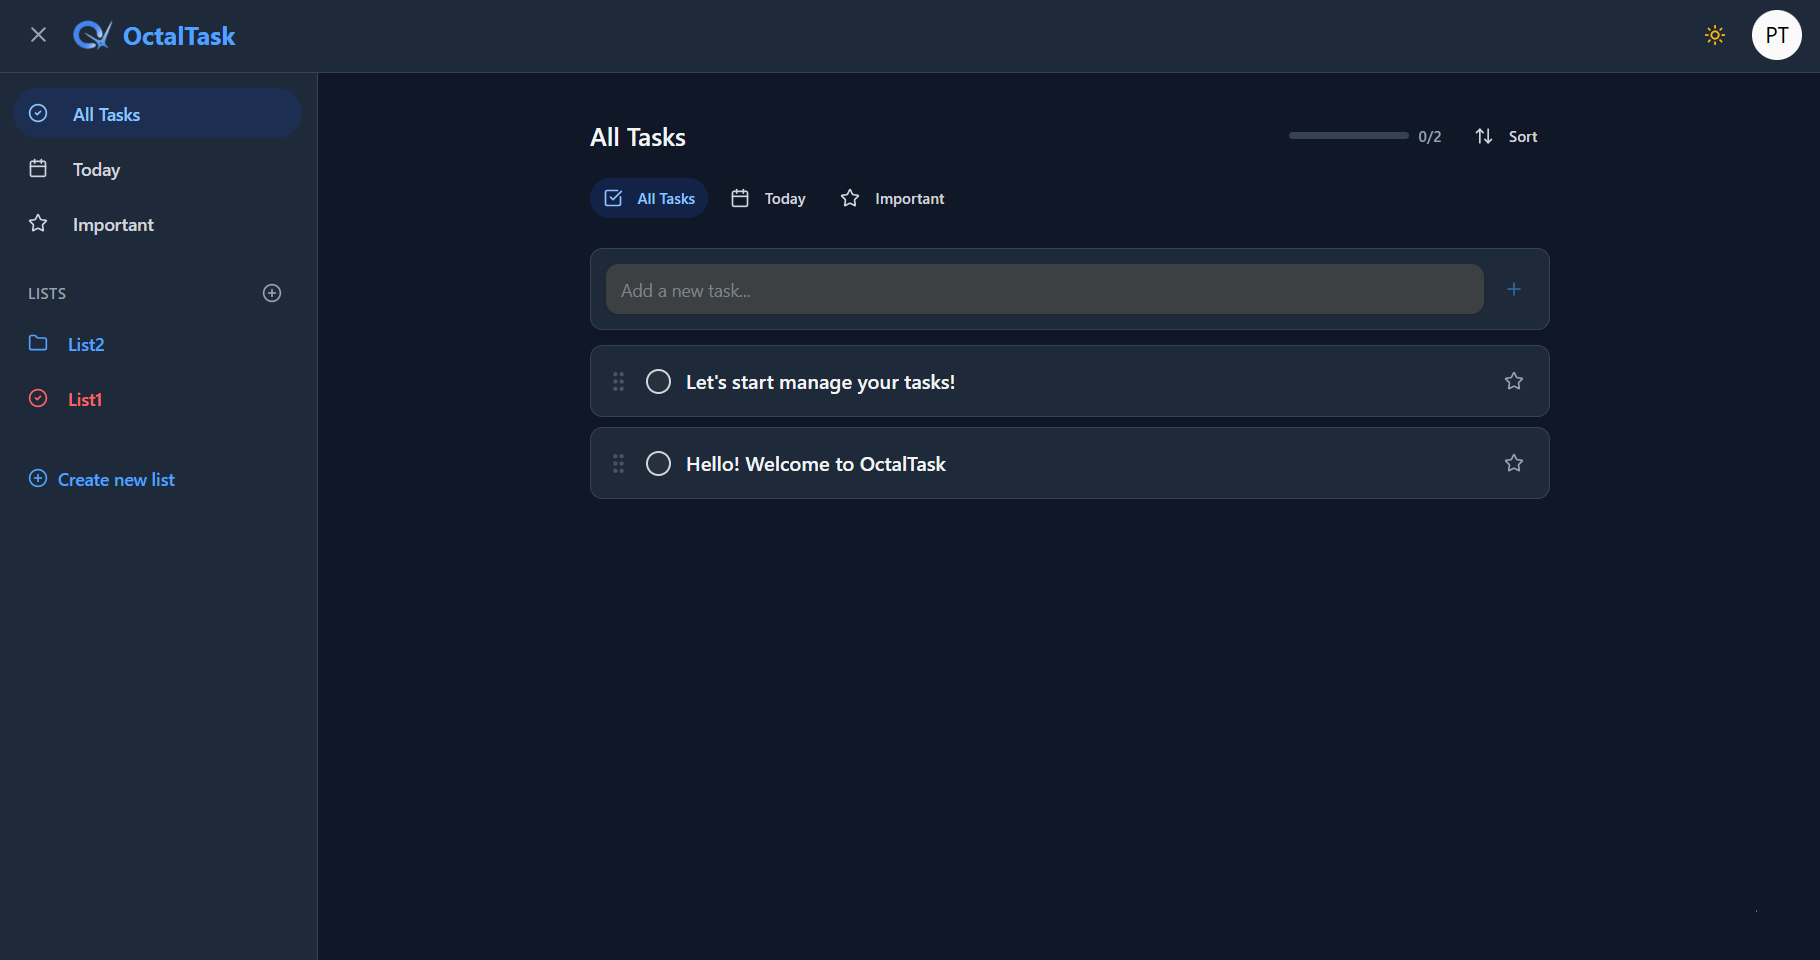 OctalTask
PT
All Tasks
Today
Important
LISTS
List2
List1
Create new list
All Tasks
0/2
Sort
All Tasks
Today
Important
Add a new task...
Let's start manage your tasks!
Hello! Welcome to OctalTask